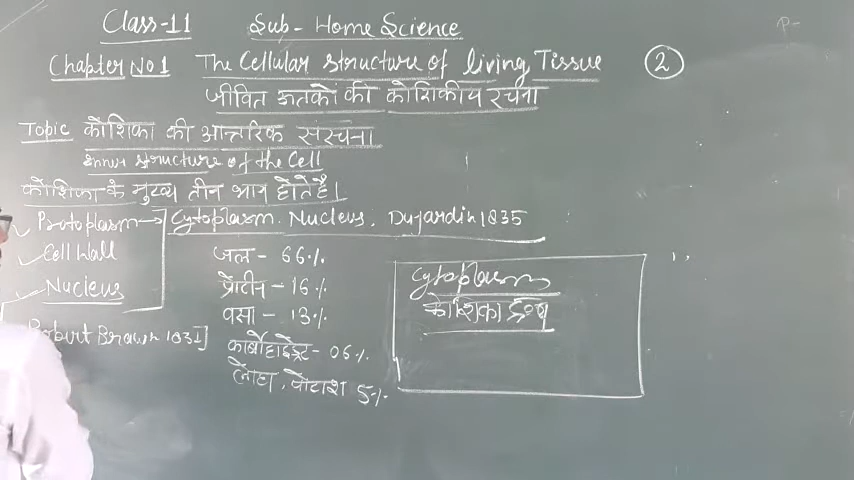 Class-11 Sub- Home Science
Chapter No 1 The Cellular structure of living Tissue 2
जीवित ऊतकों की कोशिकीय रचना
Topic कोशिका की आन्तरिक संरचना
Inner structure of the Cell
कोशिका के मुख्य तीन भाग होते है।
Protoplasm → Cytoplasm. Nucleus. Dujardin 1835
Cell Wall
Nucleus
Robert Brawn 1831]
जल - 66%
प्रोटीन - 16%
वसा - 13%
कार्बोहाइड्रेट - 05%
लोहा, पोटाश 5%
Cytoplasm
कोशिका द्रव्य
P-